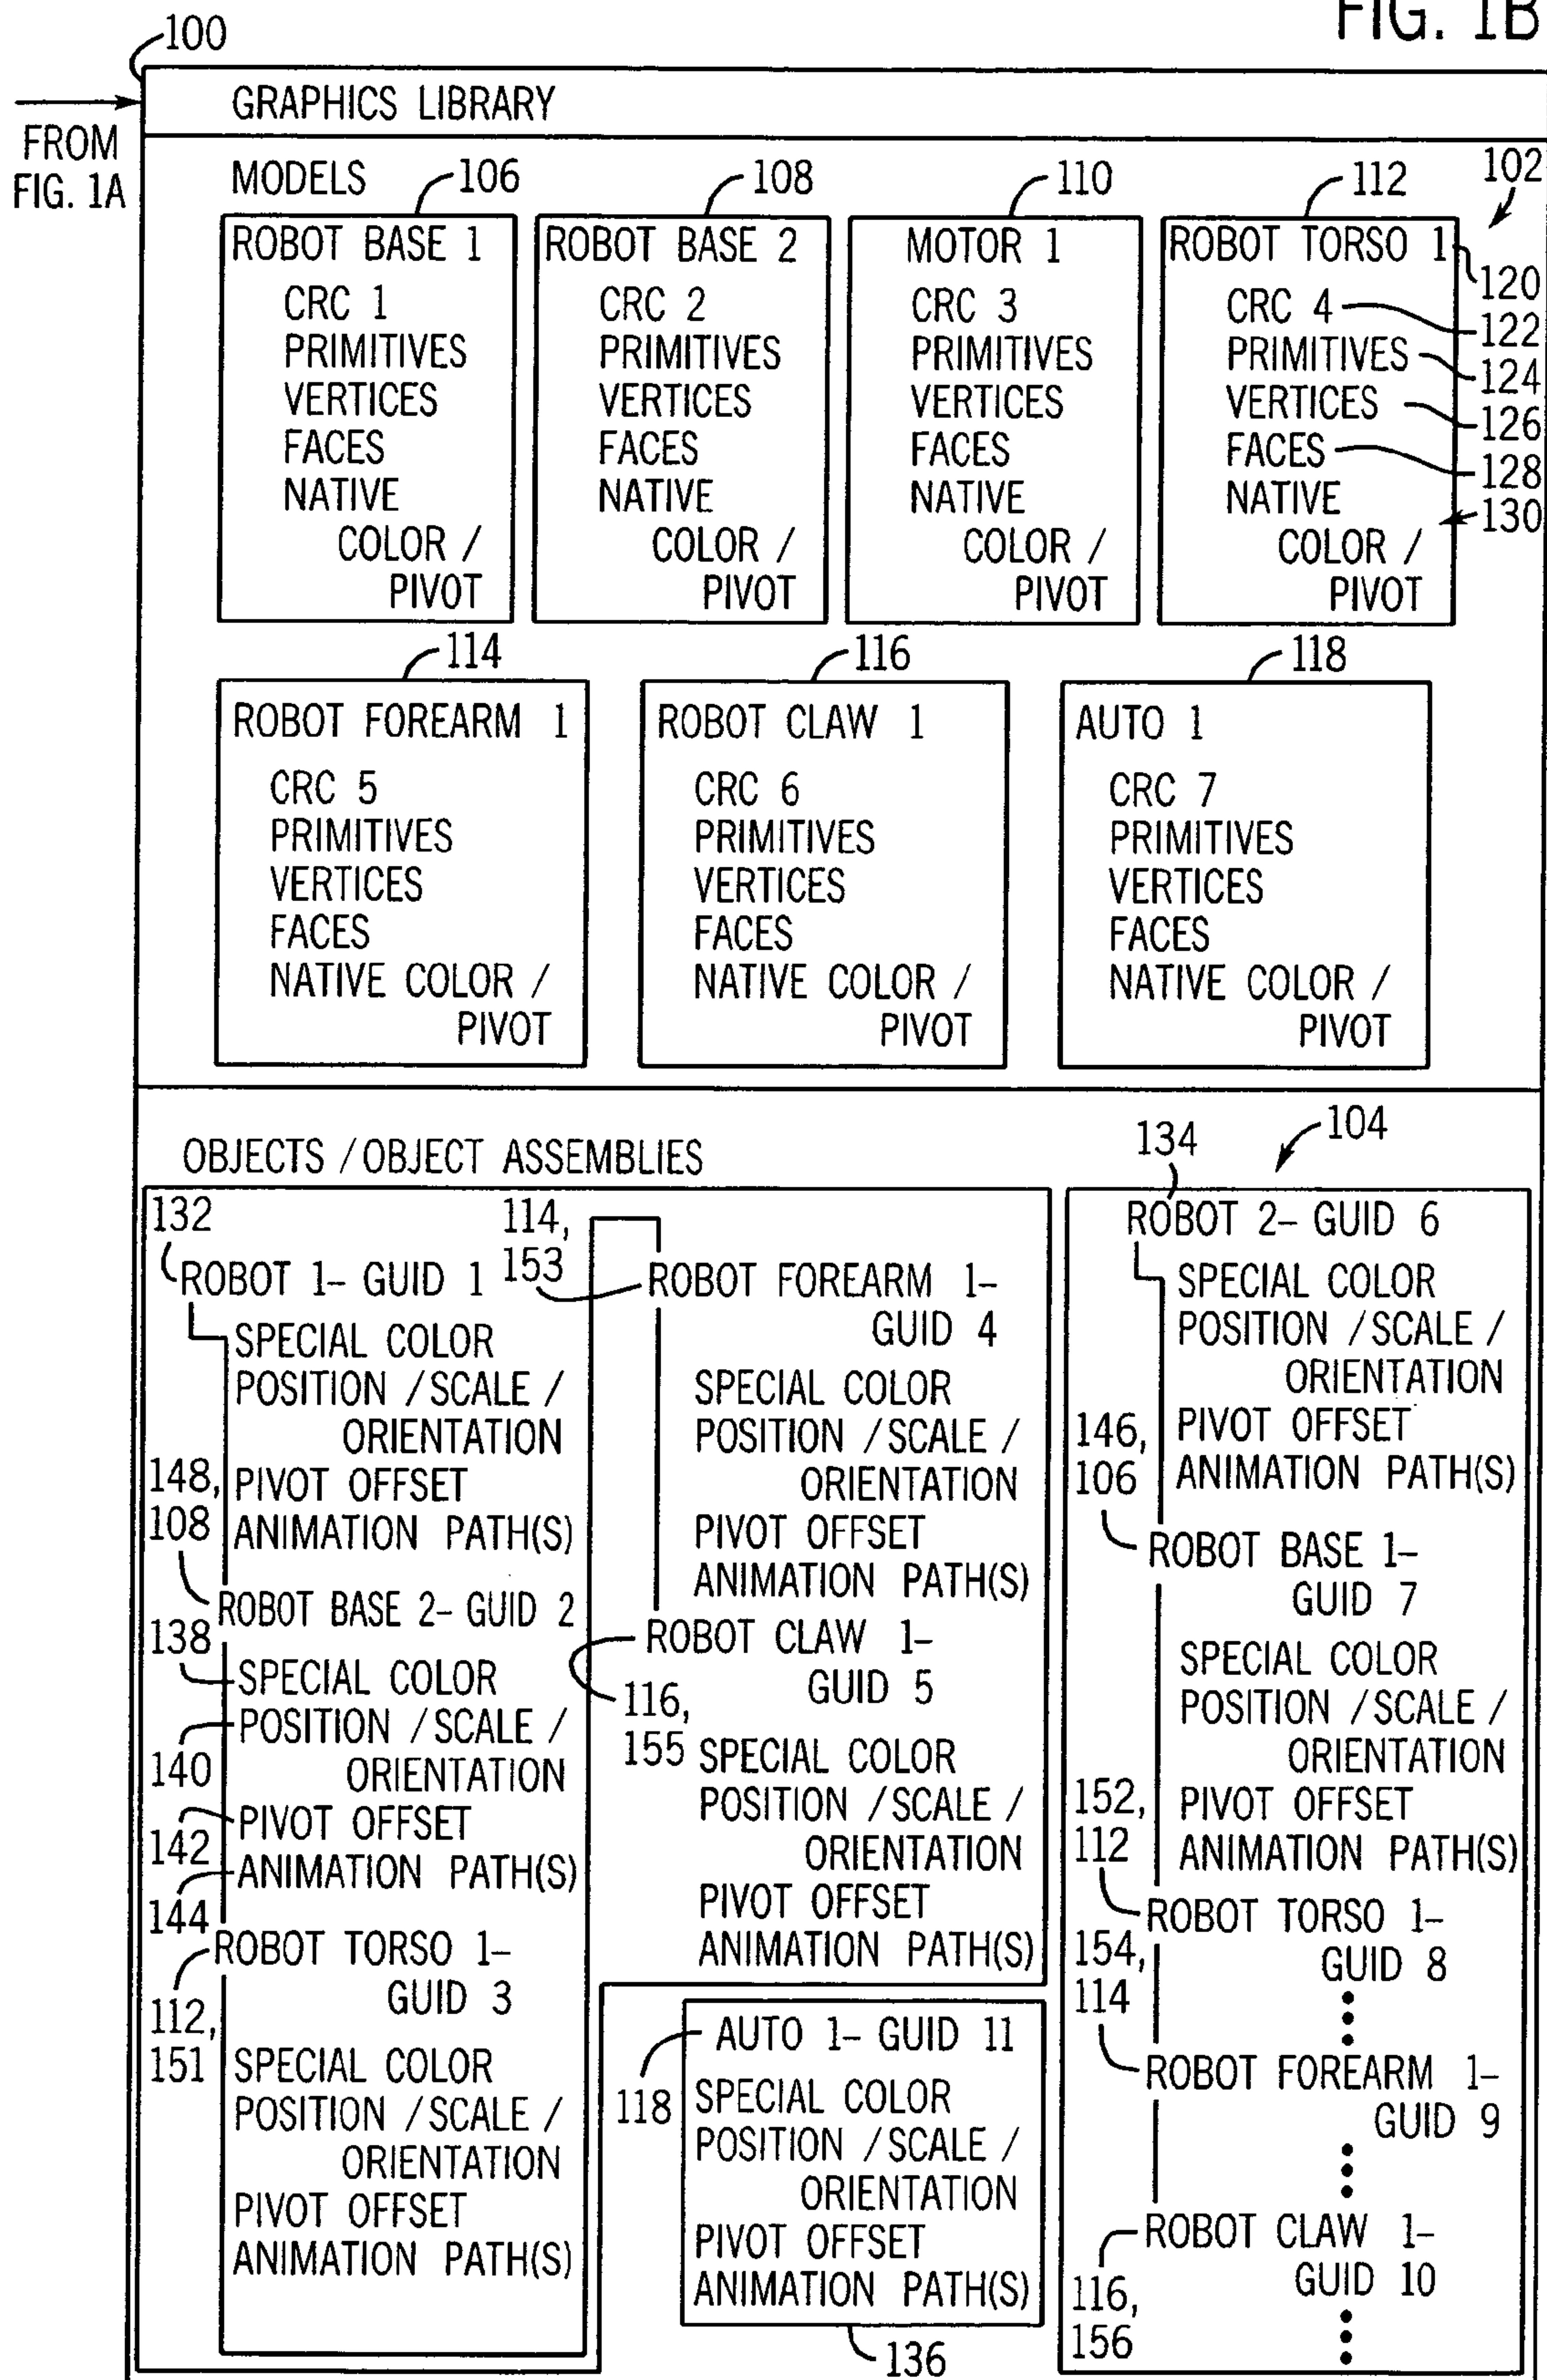 FIG. 1B
100
GRAPHICS LIBRARY
FROM
FIG. 1A
MODELS
106
108
110
112
102
ROBOT BASE 1
CRC 1
PRIMITIVES
VERTICES
FACES
NATIVE
COLOR /
PIVOT
ROBOT BASE 2
CRC 2
PRIMITIVES
VERTICES
FACES
NATIVE
COLOR /
PIVOT
MOTOR 1
CRC 3
PRIMITIVES
VERTICES
FACES
NATIVE
COLOR /
PIVOT
ROBOT TORSO 1
CRC 4
PRIMITIVES
VERTICES
FACES
NATIVE
COLOR /
PIVOT
120
122
124
126
128
130
114
116
118
ROBOT FOREARM 1
CRC 5
PRIMITIVES
VERTICES
FACES
NATIVE COLOR /
PIVOT
ROBOT CLAW 1
CRC 6
PRIMITIVES
VERTICES
FACES
NATIVE COLOR /
PIVOT
AUTO 1
CRC 7
PRIMITIVES
VERTICES
FACES
NATIVE COLOR /
PIVOT
OBJECTS / OBJECT ASSEMBLIES
134
104
132
ROBOT 1- GUID 1
SPECIAL COLOR
POSITION / SCALE /
ORIENTATION
148,
108
PIVOT OFFSET
ANIMATION PATH(S)
ROBOT BASE 2- GUID 2
138
SPECIAL COLOR
POSITION / SCALE /
140
ORIENTATION
PIVOT OFFSET
142
ANIMATION PATH(S)
144
ROBOT TORSO 1-
GUID 3
112,
151
SPECIAL COLOR
POSITION / SCALE /
ORIENTATION
PIVOT OFFSET
ANIMATION PATH(S)
114,
153
ROBOT FOREARM 1-
GUID 4
SPECIAL COLOR
POSITION / SCALE /
ORIENTATION
PIVOT OFFSET
ANIMATION PATH(S)
ROBOT CLAW 1-
GUID 5
116,
155
SPECIAL COLOR
POSITION / SCALE /
ORIENTATION
PIVOT OFFSET
ANIMATION PATH(S)
AUTO 1- GUID 11
118
SPECIAL COLOR
POSITION / SCALE /
ORIENTATION
PIVOT OFFSET
ANIMATION PATH(S)
136
ROBOT 2- GUID 6
SPECIAL COLOR
POSITION / SCALE /
ORIENTATION
146,
106
PIVOT OFFSET
ANIMATION PATH(S)
ROBOT BASE 1-
GUID 7
SPECIAL COLOR
POSITION / SCALE /
ORIENTATION
152,
112
PIVOT OFFSET
ANIMATION PATH(S)
ROBOT TORSO 1-
GUID 8
154,
114
ROBOT FOREARM 1-
GUID 9
ROBOT CLAW 1-
GUID 10
116,
156